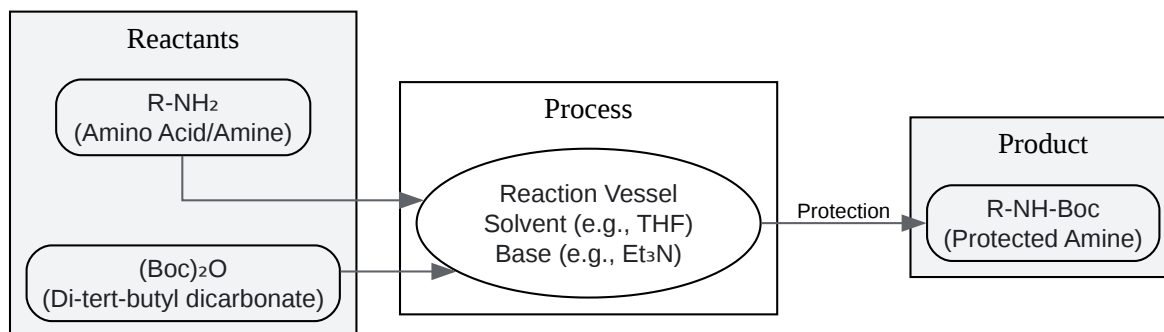 Reactants
R-NH₂
(Amino Acid/Amine)
(Boc)₂O
(Di-tert-butyl dicarbonate)
Process
Reaction Vessel
Solvent (e.g., THF)
Base (e.g., Et₃N)
Protection
Product
R-NH-Boc
(Protected Amine)